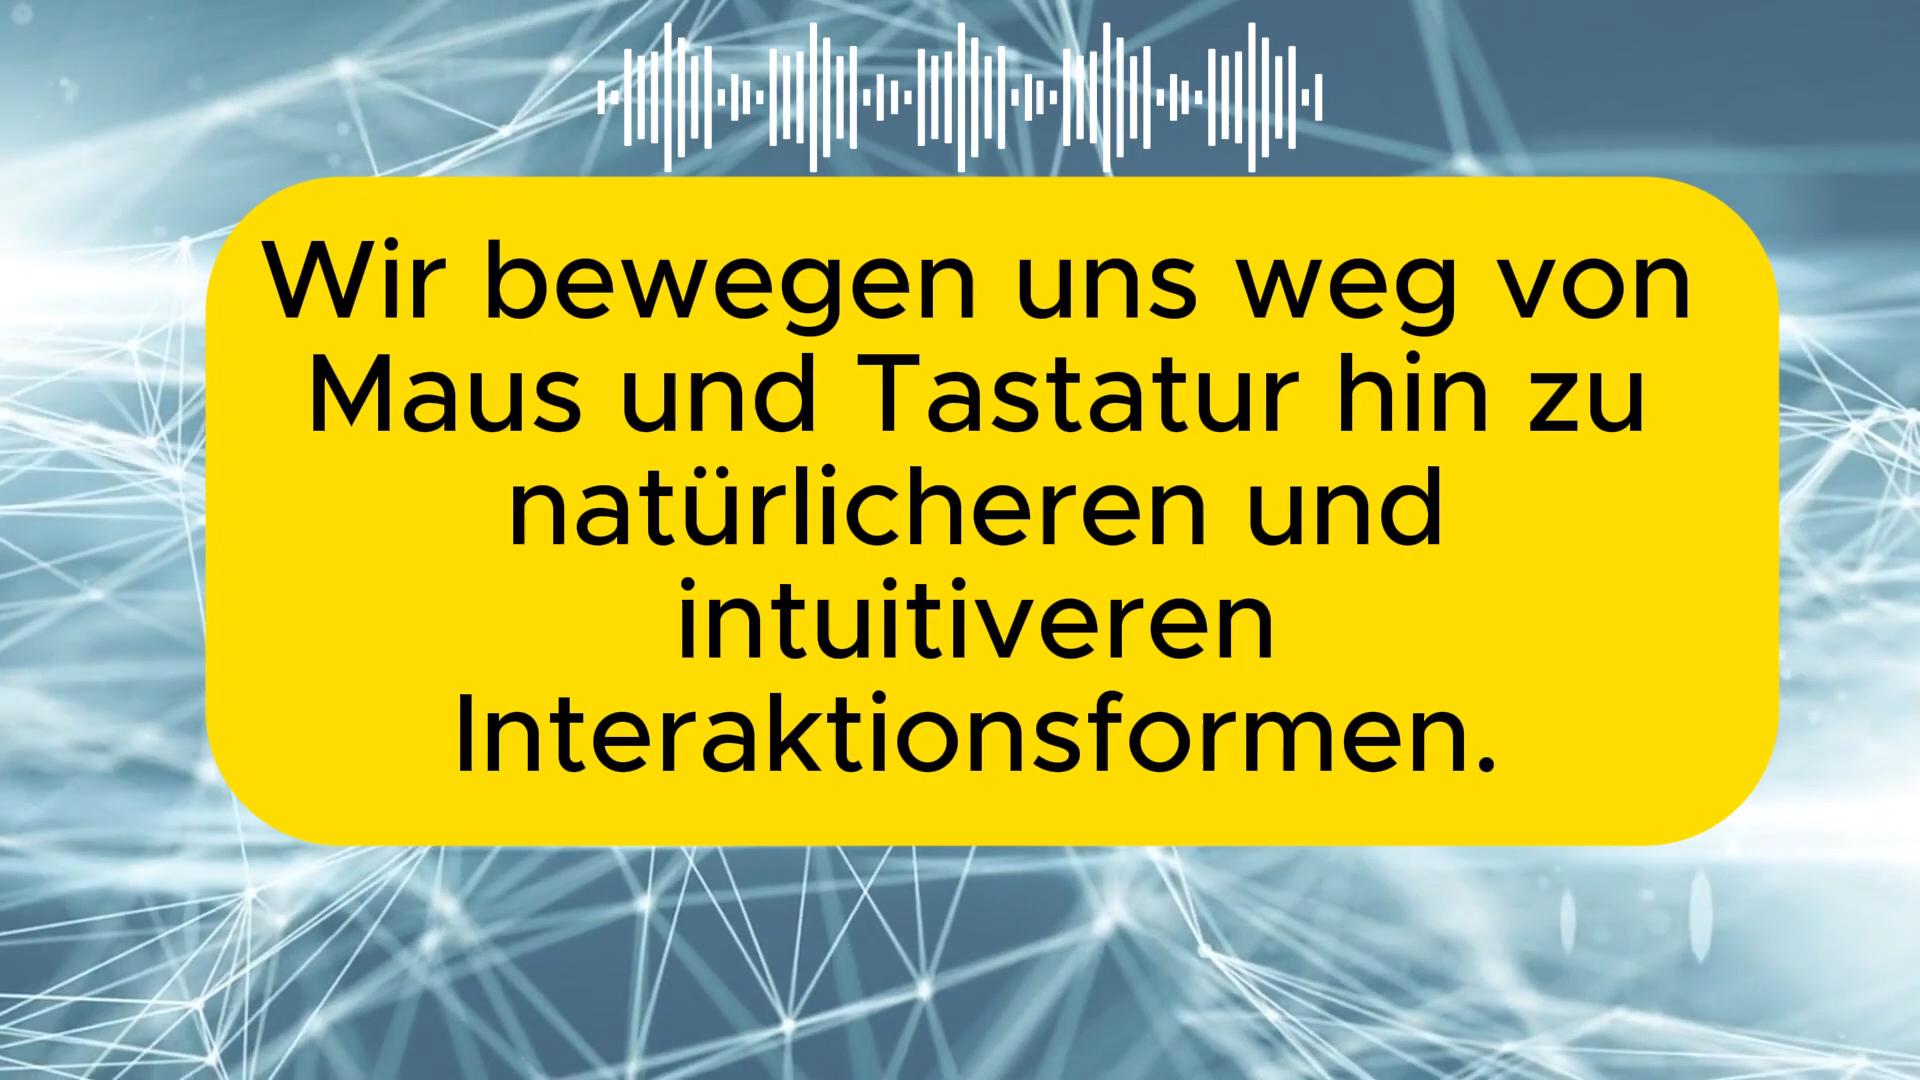 Wir bewegen uns weg von
Maus und Tastatur hin zu
natürlicheren und
intuitiveren
Interaktionsformen.